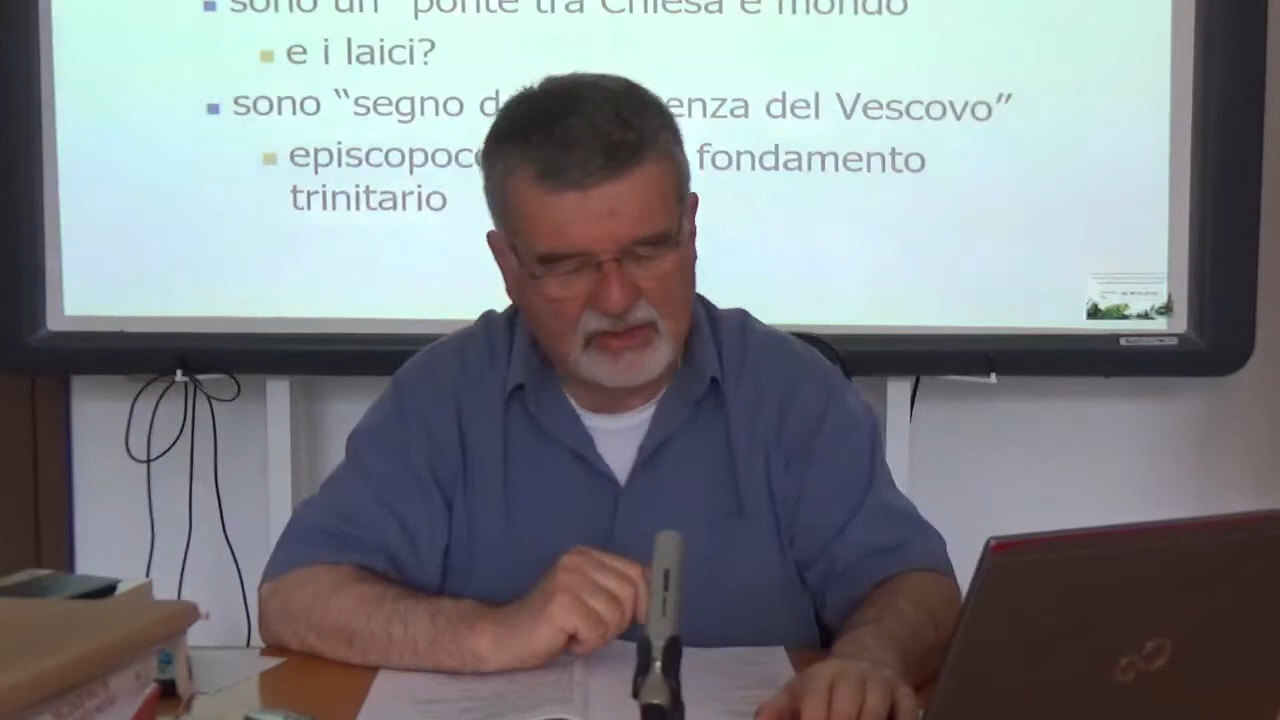 sono un “ponte tra Chiesa e mondo
e i laici?
sono “segno d enza del Vescovo”
episcopoc fondamento
trinitario